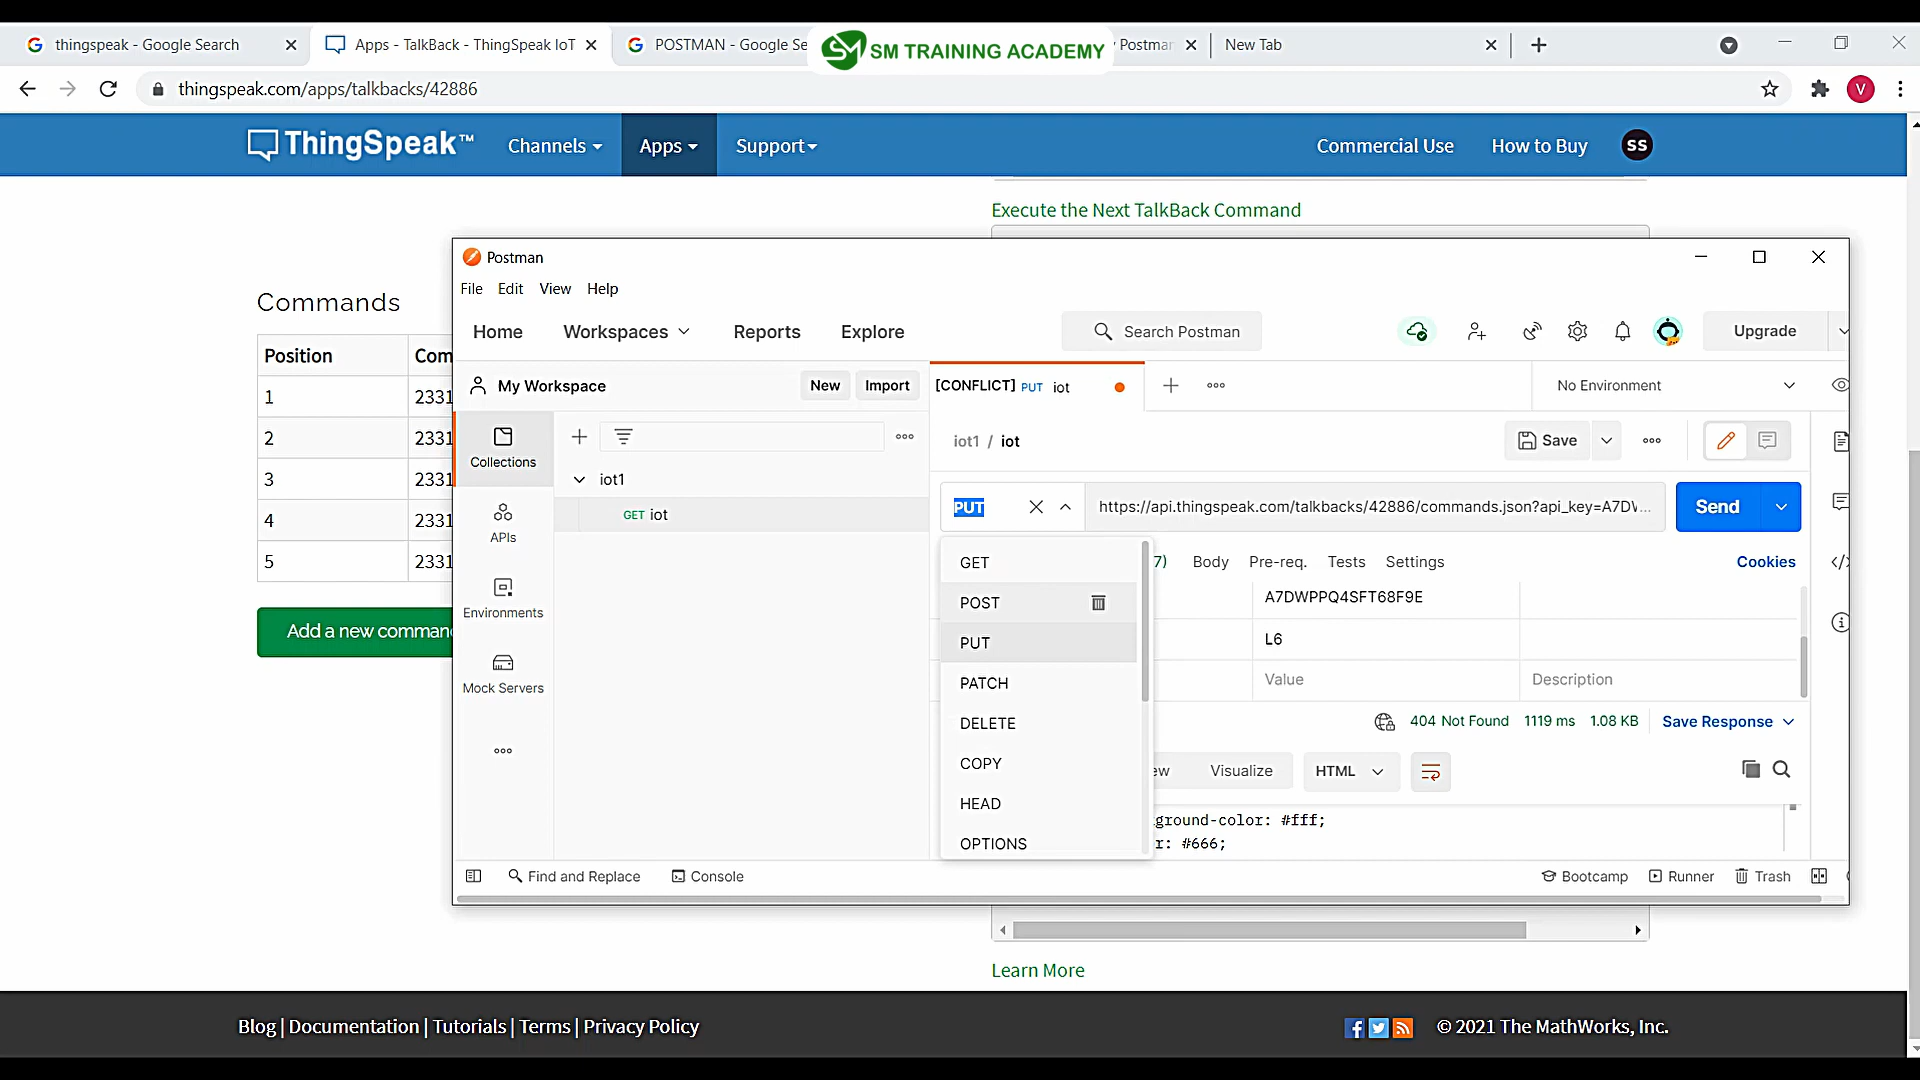 thingspeak - Google Search
Apps - TalkBack - ThingSpeak IoT
POSTMAN - Google Se
SM TRAINING ACADEMY
Postman
New Tab
thingspeak.com/apps/talkbacks/42886
V
ThingSpeak™
Channels
Apps
Support
Commercial Use
How to Buy
SS
Execute the Next TalkBack Command
Commands
Position
Com
1
2331
2
2331
3
2331
4
2331
5
2331
Add a new comman
Postman
File
Edit
View
Help
Home
Workspaces
Reports
Explore
Search Postman
Upgrade
My Workspace
New
Import
[CONFLICT] PUT iot
No Environment
Collections
iot1
GET iot
APIs
Environments
Mock Servers
iot1 / iot
Save
PUT
https://api.thingspeak.com/talkbacks/42886/commands.json?api_key=A7DV...
Send
GET
POST
PUT
PATCH
DELETE
COPY
HEAD
OPTIONS
7)
Body
Pre-req.
Tests
Settings
Cookies
A7DWPPQ4SFT68F9E
L6
Value
Description
404 Not Found
1119 ms
1.08 KB
Save Response
ew
Visualize
HTML
ground-color: #fff;
r: #666;
Find and Replace
Console
Bootcamp
Runner
Trash
Learn More
Blog | Documentation | Tutorials | Terms | Privacy Policy
© 2021 The MathWorks, Inc.